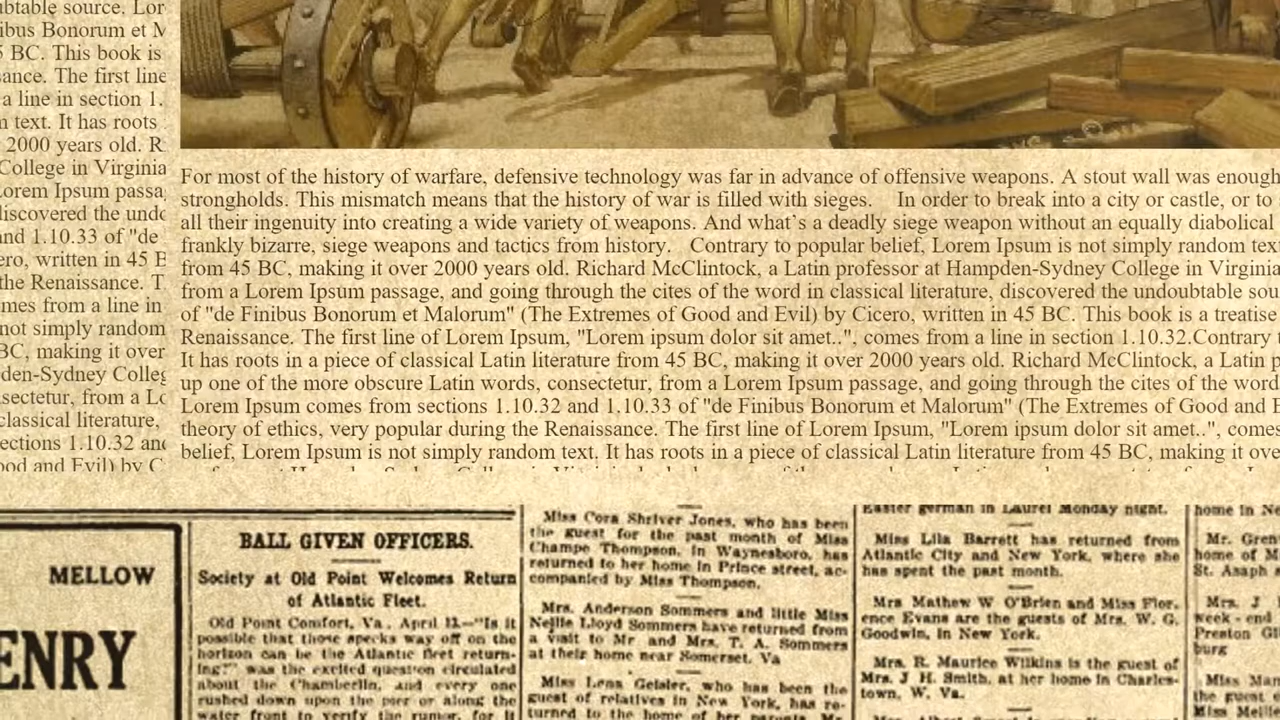 ubtable source. Lor
ibus Bonorum et M
5 BC. This book is
sance. The first line
a line in section 1.
m text. It has roots
2000 years old. R
College in Virginia
Lorem Ipsum passa
discovered the undo
and 1.10.33 of "de
ero, written in 45 B
the Renaissance. T
omes from a line in
not simply random
BC, making it over
den-Sydney Colleg
nsectetur, from a Lo
classical literature,
ections 1.10.32 and
ood and Evil) by C
For most of the history of warfare, defensive technology was far in advance of offensive weapons. A stout wall was enough
strongholds. This mismatch means that the history of war is filled with sieges. In order to break into a city or castle, or to
all their ingenuity into creating a wide variety of weapons. And what's a deadly siege weapon without an equally diabolical
frankly bizarre, siege weapons and tactics from history. Contrary to popular belief, Lorem Ipsum is not simply random tex
from 45 BC, making it over 2000 years old. Richard McClintock, a Latin professor at Hampden-Sydney College in Virginia
from a Lorem Ipsum passage, and going through the cites of the word in classical literature, discovered the undoubtable sou
of "de Finibus Bonorum et Malorum" (The Extremes of Good and Evil) by Cicero, written in 45 BC. This book is a treatise
Renaissance. The first line of Lorem Ipsum, "Lorem ipsum dolor sit amet..", comes from a line in section 1.10.32.Contrary
It has roots in a piece of classical Latin literature from 45 BC, making it over 2000 years old. Richard McClintock, a Latin p
up one of the more obscure Latin words, consectetur, from a Lorem Ipsum passage, and going through the cites of the word
Lorem Ipsum comes from sections 1.10.32 and 1.10.33 of "de Finibus Bonorum et Malorum" (The Extremes of Good and E
theory of ethics, very popular during the Renaissance. The first line of Lorem Ipsum, "Lorem ipsum dolor sit amet..", comes
belief, Lorem Ipsum is not simply random text. It has roots in a piece of classical Latin literature from 45 BC, making it ove
MELLOW
ENRY
BALL GIVEN OFFICERS.
Society at Old Point Welcomes Return
of Atlantic Fleet.
Old Point Comfort, Va., April 12.—"Is it
possible that those specks way off on the
horizon can be the Atlantic fleet return-
ing?" was the excited question circulated
about the Chamberlin, and every one
rushed down upon the pier or along the
water front to verify the rumor, for it
Miss Cora Shriver Jones, who has been
the guest for the past month of Miss
Champe Thompson, in Waynesboro, has
returned to her home in Prince street, ac-
companied by Miss Thompson.
Mrs. Anderson Sommers and little Miss
Nellie Lloyd Sommers have returned from
a visit to Mr and Mrs. T. A. Sommers
at their home near Somerset, Va
Miss Lena Geisler, who has been the
guest of relatives in New York, has re-
turned to the home of her parents, Mr.
Easter german in Laurel Monday night.
Miss Lila Barrett has returned from
Atlantic City and New York, where she
has spent the past month.
Mrs Mathew W O'Brien and Miss Flor-
ence Evans are the guests of Mrs. W. G.
Goodwin, in New York.
Mrs. R. Maurice Wilkins is the guest of
Mrs. J H. Smith, at her home in Charles-
town, W. Va.
home in Ne
Mr. Gren
home of M
St. Asaph s
Mrs. J
week-end
Preston Gi
burg
Miss Mar
the guest
Miss Mellie